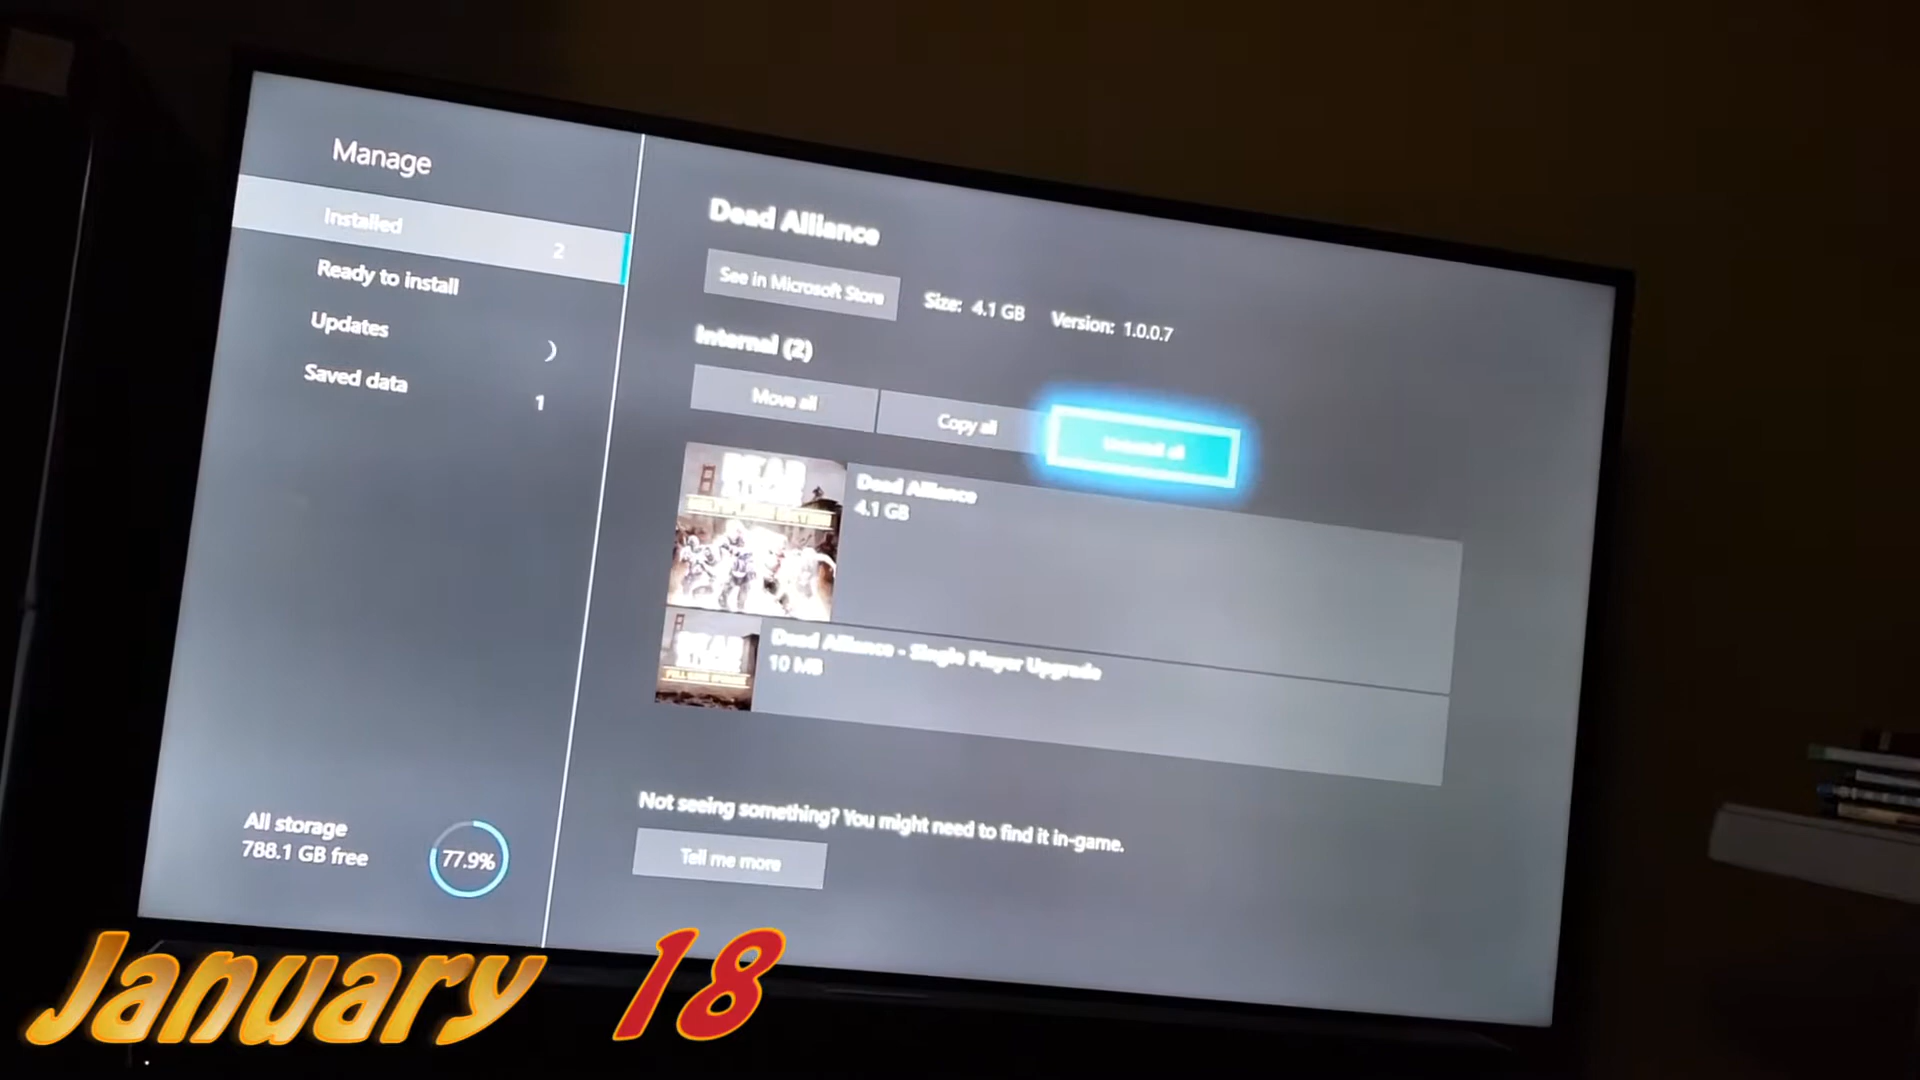 Manage
Installed 2
Ready to install
Updates
Saved data 1
All storage
788.1 GB free
77.9%
Dead Alliance
See in Microsoft Store
Size: 4.1 GB Version: 1.0.0.7
Internal (2)
Move all
Copy all
Uninstall all
Dead Alliance
4.1 GB
Dead Alliance - Single Player Upgrade
10 MB
Not seeing something? You might need to find it in-game.
Tell me more
January 18